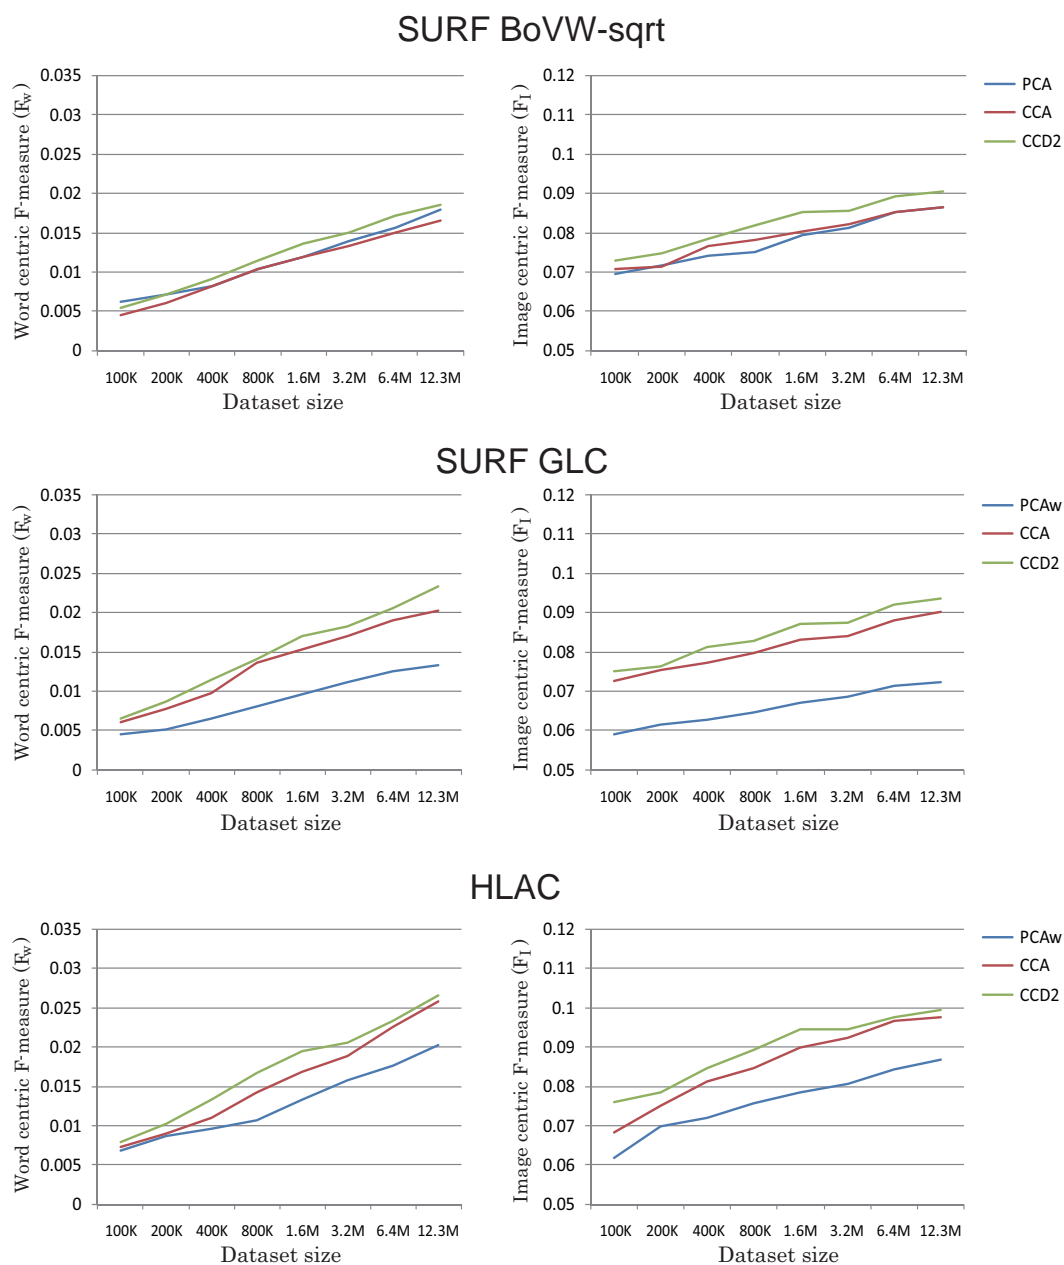 SURF BoVW-sqrt
Word centric F-measure (Fw)
0.035
0.03
0.025
0.02
0.015
0.01
0.005
0
100K 200K 400K 800K 1.6M 3.2M 6.4M 12.3M
Dataset size
Image centric F-measure (FI)
0.12
0.11
0.1
0.09
0.08
0.07
0.06
0.05
100K 200K 400K 800K 1.6M 3.2M 6.4M 12.3M
Dataset size
PCA
CCA
CCD2
SURF GLC
Word centric F-measure (Fw)
0.035
0.03
0.025
0.02
0.015
0.01
0.005
0
100K 200K 400K 800K 1.6M 3.2M 6.4M 12.3M
Dataset size
Image centric F-measure (FI)
0.12
0.11
0.1
0.09
0.08
0.07
0.06
0.05
100K 200K 400K 800K 1.6M 3.2M 6.4M 12.3M
Dataset size
PCAw
CCA
CCD2
HLAC
Word centric F-measure (Fw)
0.035
0.03
0.025
0.02
0.015
0.01
0.005
0
100K 200K 400K 800K 1.6M 3.2M 6.4M 12.3M
Dataset size
Image centric F-measure (FI)
0.12
0.11
0.1
0.09
0.08
0.07
0.06
0.05
100K 200K 400K 800K 1.6M 3.2M 6.4M 12.3M
Dataset size
PCAw
CCA
CCD2